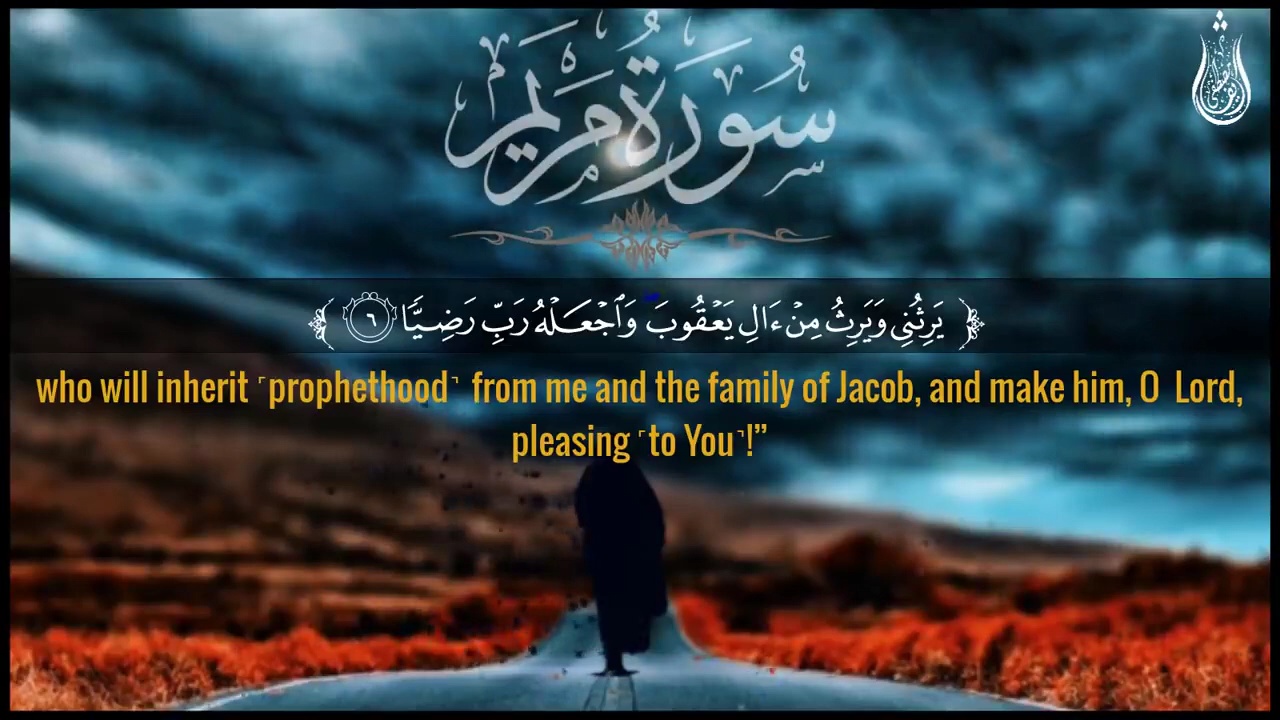 سورة مريم
يَرِثُنِى وَيَرِثُ مِنْ ءَالِ يَعْقُوبَ ۖ وَٱجْعَلْهُ رَبِّ رَضِيًّا ٦
who will inherit ˹prophethood˺ from me and the family of Jacob, and make him, O Lord,
pleasing ˹to You˺!”